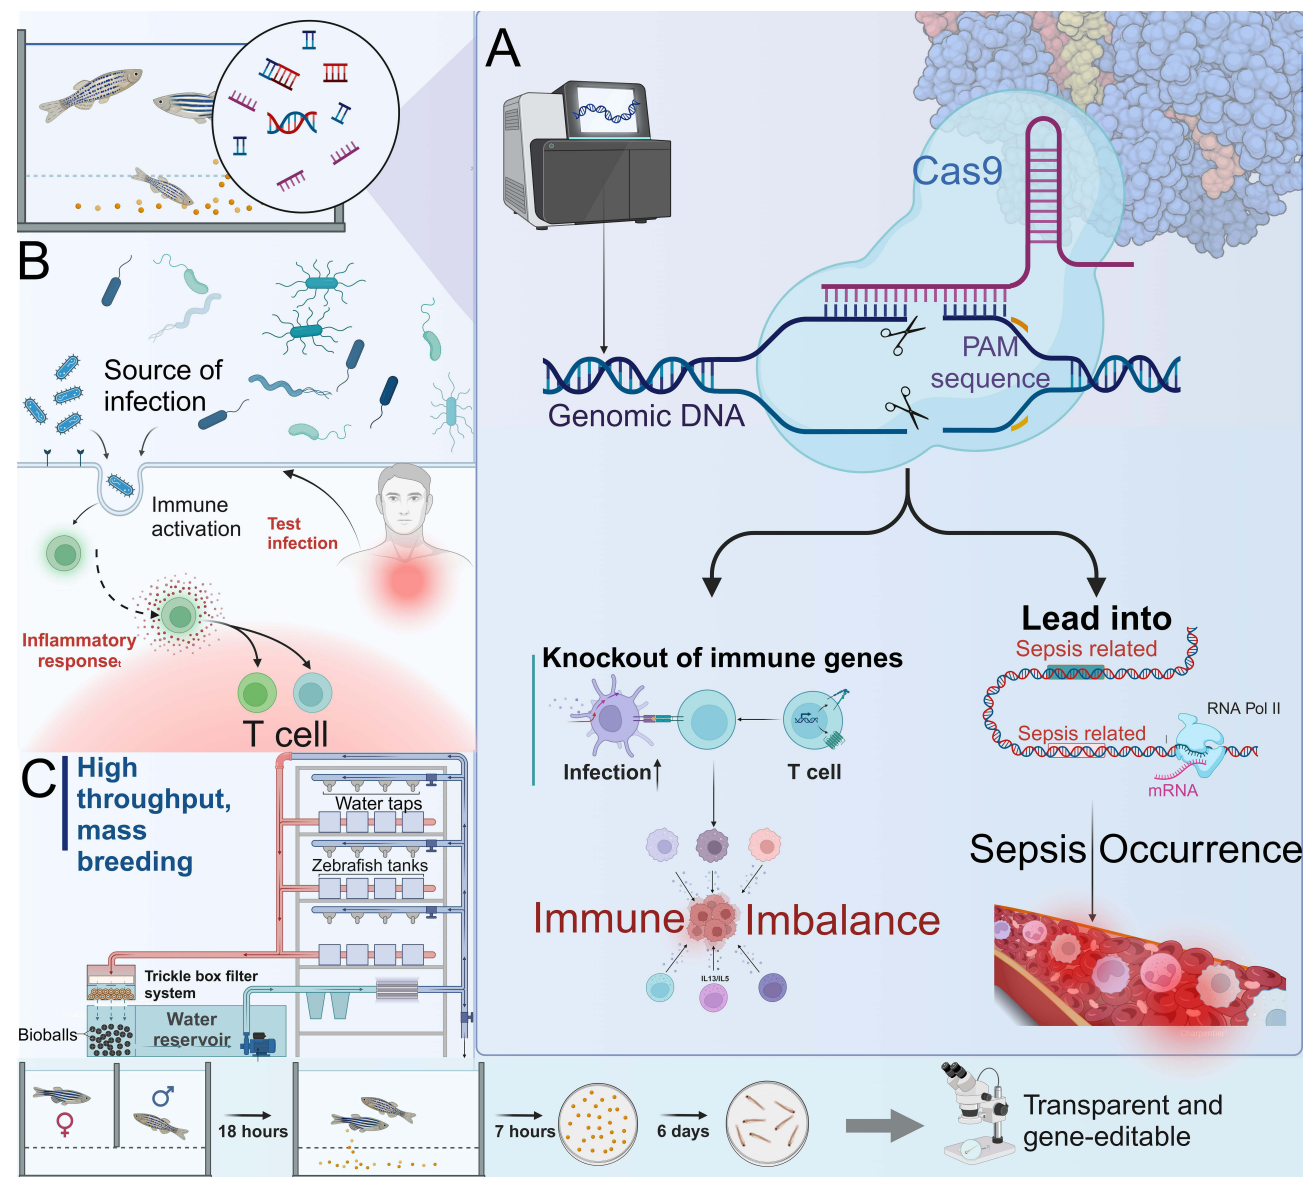 A
Cas9
PAM
sequence
Genomic DNA
Knockout of immune genes
Infection
T cell
Immune
Imbalance
IL13/IL5
Lead into
Sepsis related
Sepsis related
RNA Pol II
mRNA
Sepsis
Occurrence
B
Source of
infection
Immune
activation
Test
infection
Inflammatory
responseₜ
T cell
C
High
throughput,
mass
breeding
Water taps
Zebrafish tanks
Trickle box filter
system
Bioballs
Water
reservoir
♀
♂
18 hours
7 hours
6 days
Transparent and
gene-editable